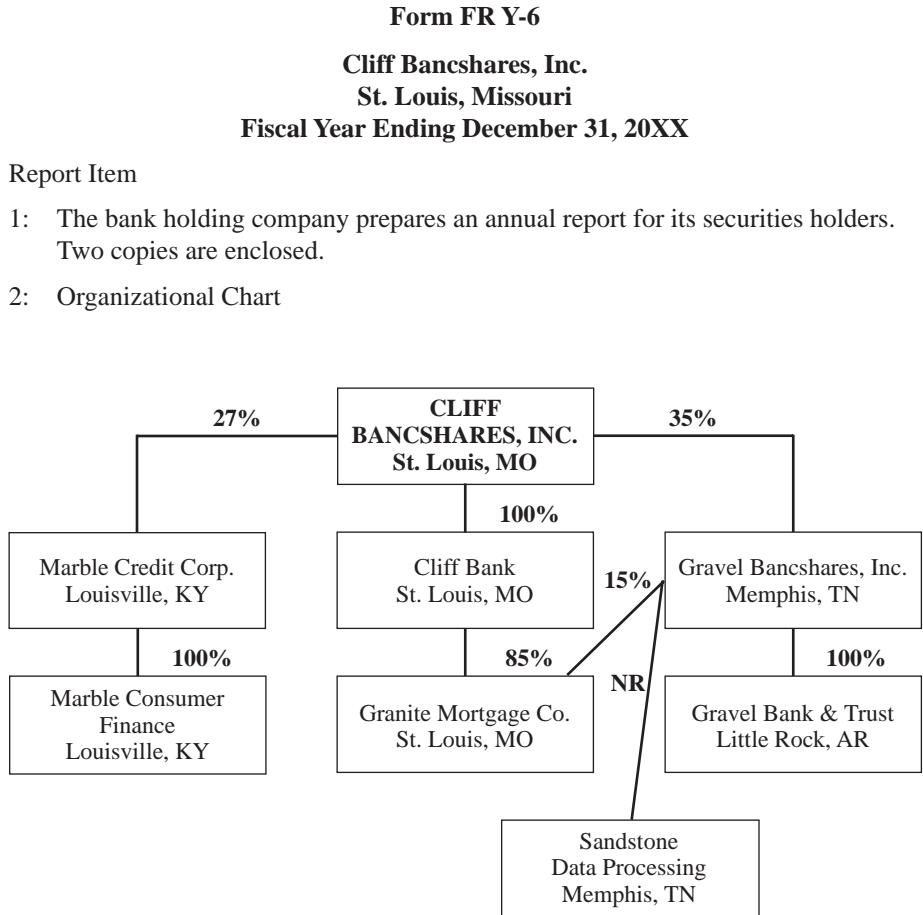 Form FR Y-6
Cliff Bancshares, Inc.
St. Louis, Missouri
Fiscal Year Ending December 31, 20XX
Report Item
1: The bank holding company prepares an annual report for its securities holders.
Two copies are enclosed.
2: Organizational Chart
CLIFF
BANCSHARES, INC.
St. Louis, MO
27%
35%
100%
Marble Credit Corp.
Louisville, KY
Cliff Bank
St. Louis, MO
15%
Gravel Bancshares, Inc.
Memphis, TN
100%
85%
NR
100%
Marble Consumer
Finance
Louisville, KY
Granite Mortgage Co.
St. Louis, MO
Gravel Bank & Trust
Little Rock, AR
Sandstone
Data Processing
Memphis, TN